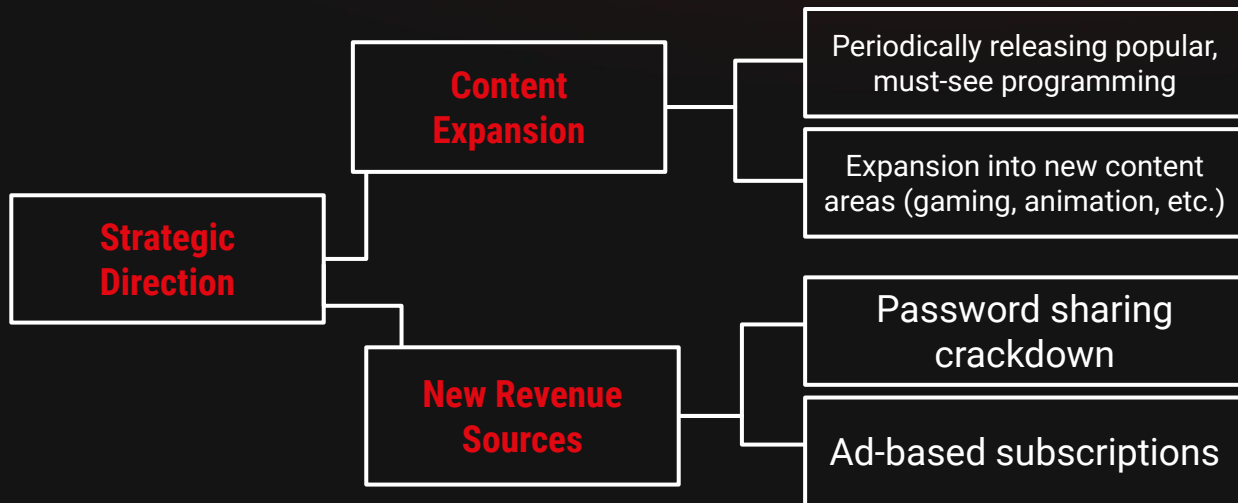 Strategic
Direction
Content
Expansion
Periodically releasing popular,
must-see programming
Expansion into new content
areas (gaming, animation, etc.)
New Revenue
Sources
Password sharing
crackdown
Ad-based subscriptions